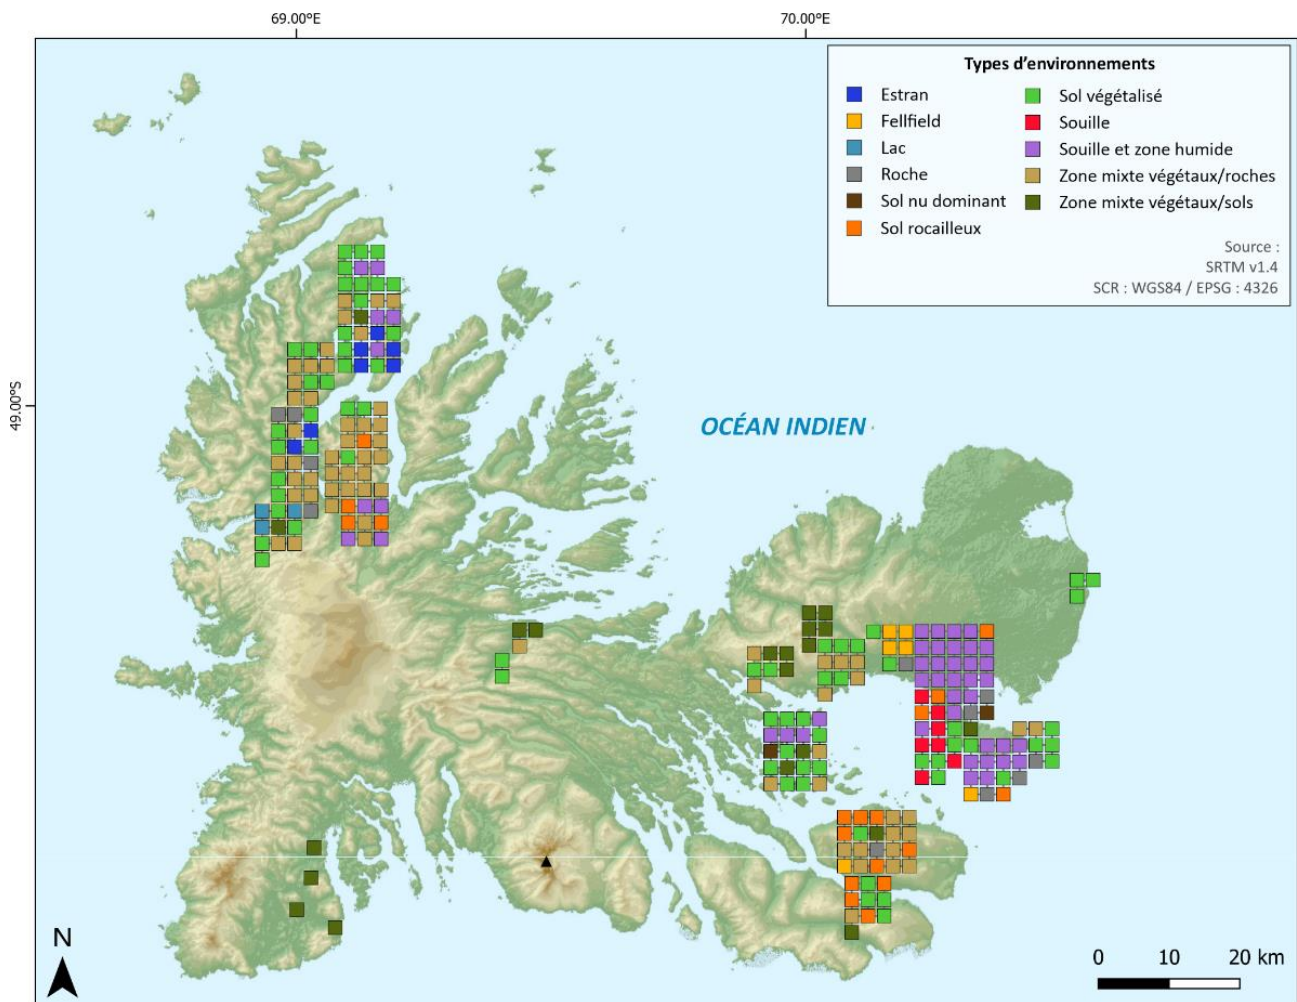 69.00°E
70.00°E
Types d'environnements
Estran
Fellfield
Lac
Roche
Sol nu dominant
Sol rocailleux
Sol végétalisé
Souille
Souille et zone humide
Zone mixte végétaux/roches
Zone mixte végétaux/sols
Source :
SRTM v1.4
SCR : WGS84 / EPSG : 4326
49.00°S
OCÉAN INDIEN
N
0 10 20 km